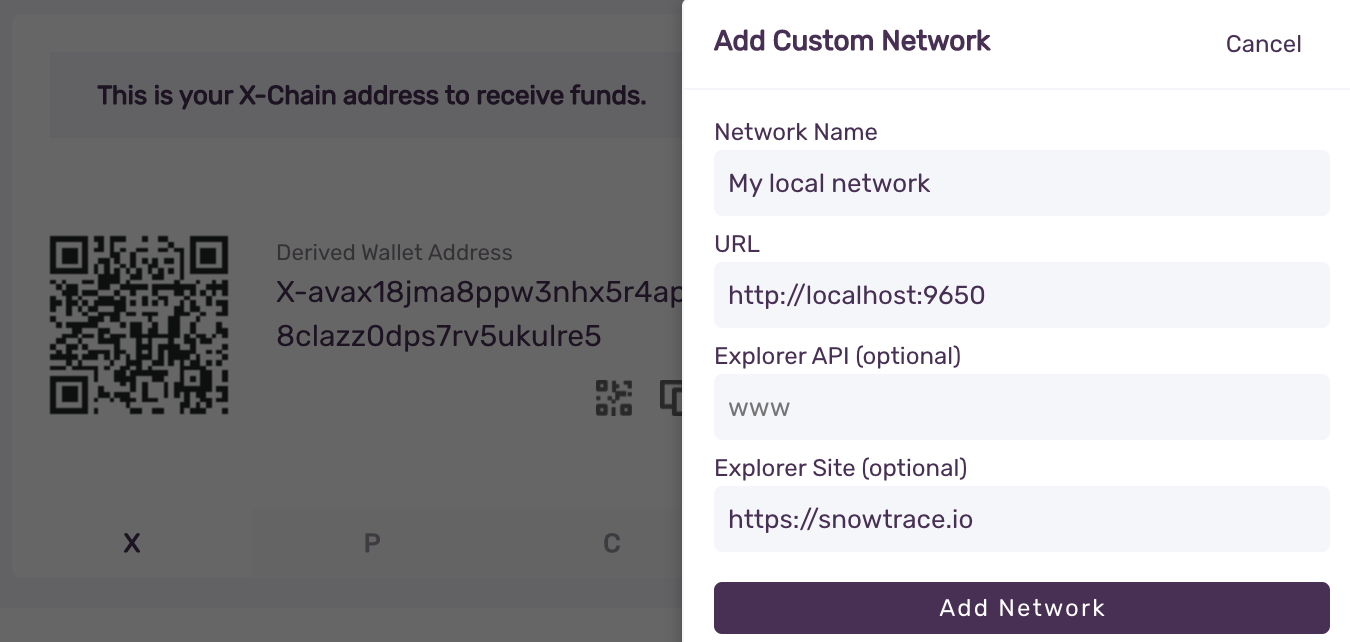 This is your X-Chain address to receive funds.
Derived Wallet Address
X-avax18jma8ppw3nhx5r4ap
8clazz0dps7rv5ukulre5
X
P
C
Add Custom Network
Cancel
Network Name
My local network
URL
http://localhost:9650
Explorer API (optional)
www
Explorer Site (optional)
https://snowtrace.io
Add Network